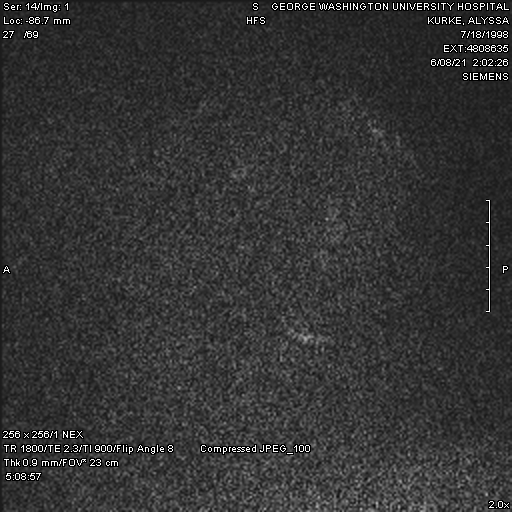 Ser: 14/Img: 1
Loc: -86.7 mm
27 /69
S
HFS
GEORGE WASHINGTON UNIVERSITY HOSPITAL
KURKE, ALYSSA
7/18/1998
EXT:4808635
6/08/21 2:02:26
SIEMENS
A
P
256 x 256/1 NEX
TR 1800/TE 2.3/TI 900/Flip Angle 8
Compressed JPEG_100
Thk 0.9 mm/FOV* 23 cm
5:08:57
2.0x